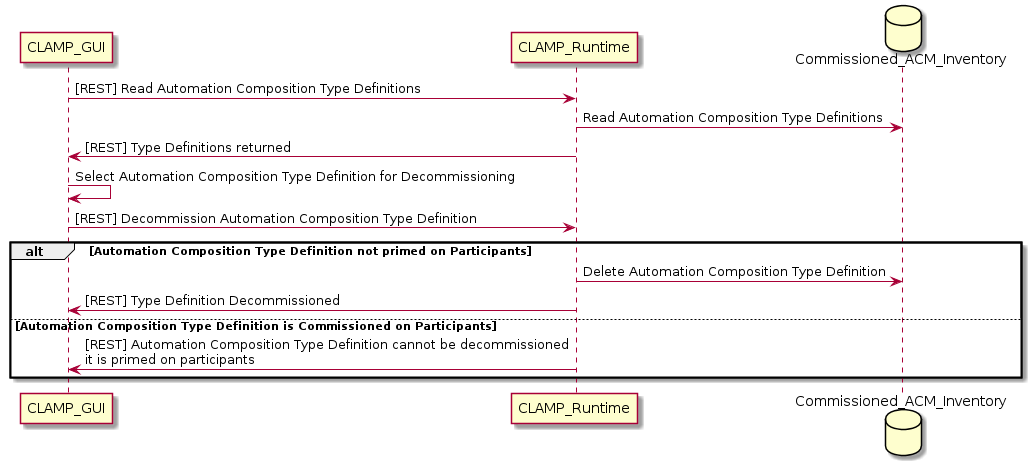 CLAMP_GUI
CLAMP_Runtime
Commissioned_ACM_Inventory
[REST] Read Automation Composition Type Definitions
Read Automation Composition Type Definitions
[REST] Type Definitions returned
Select Automation Composition Type Definition for Decommissioning
[REST] Decommission Automation Composition Type Definition
alt
[Automation Composition Type Definition not primed on Participants]
Delete Automation Composition Type Definition
[REST] Type Definition Decommissioned
[Automation Composition Type Definition is Commissioned on Participants]
[REST] Automation Composition Type Definition cannot be decommissioned
it is primed on participants
CLAMP_GUI
CLAMP_Runtime
Commissioned_ACM_Inventory